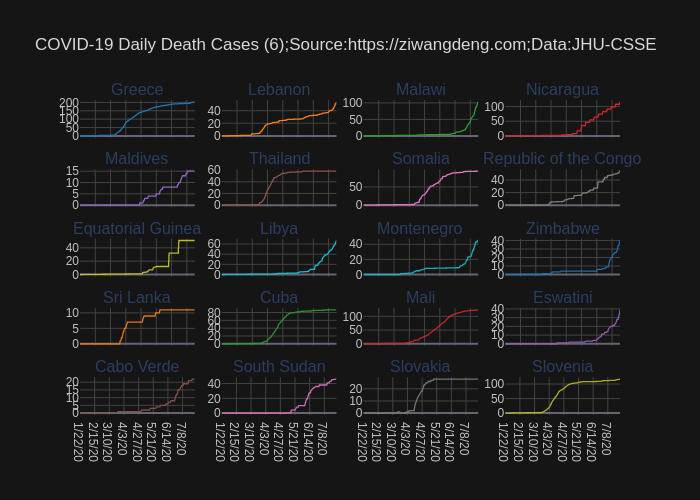 COVID-19 Daily Death Cases (6);Source:https://ziwangdeng.com;Data:JHU-CSSE
Greece Lebanon Malawi Nicaragua
200 150 100 50 0
40 20 0
100 50 0
100 50 0
Maldives Thailand Somalia Republic of the Congo
15 10 5 0
60 40 20 0
50 0
40 20 0
Equatorial Guinea Libya Montenegro Zimbabwe
40 20 0
60 40 20 0
40 20 0
40 30 20 10 0
Sri Lanka Cuba Mali Eswatini
10 5 0
80 60 40 20 0
100 50 0
40 30 20 10 0
Cabo Verde South Sudan Slovakia Slovenia
20 15 10 5 0
40 20 0
20 10 0
100 50 0
1/22/20 2/15/20 3/10/20 4/3/20 4/27/20 5/21/20 6/14/20 7/8/20
1/22/20 2/15/20 3/10/20 4/3/20 4/27/20 5/21/20 6/14/20 7/8/20
1/22/20 2/15/20 3/10/20 4/3/20 4/27/20 5/21/20 6/14/20 7/8/20
1/22/20 2/15/20 3/10/20 4/3/20 4/27/20 5/21/20 6/14/20 7/8/20